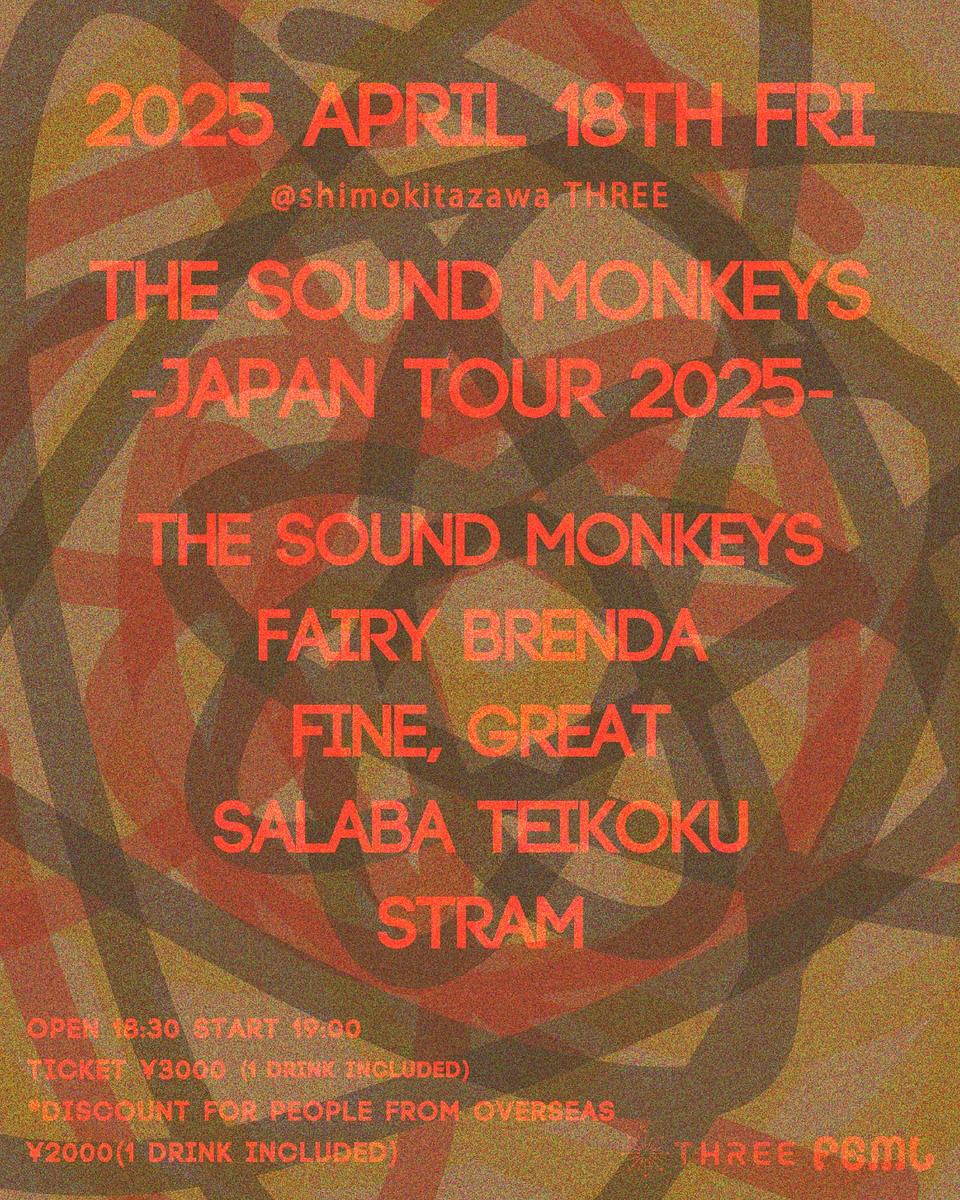 2025 APRIL 18TH FRI
@shimokitazawa THREE
THE SOUND MONKEYS
-JAPAN TOUR 2025-
THE SOUND MONKEYS
FAIRY BRENDA
FINE, GREAT
SALABA TEIKOKU
STRAM
OPEN 18:30 START 19:00
TICKET ¥3000 (1 DRINK INCLUDED)
*DISCOUNT FOR PEOPLE FROM OVERSEAS
¥2000(1 DRINK INCLUDED)
THREE